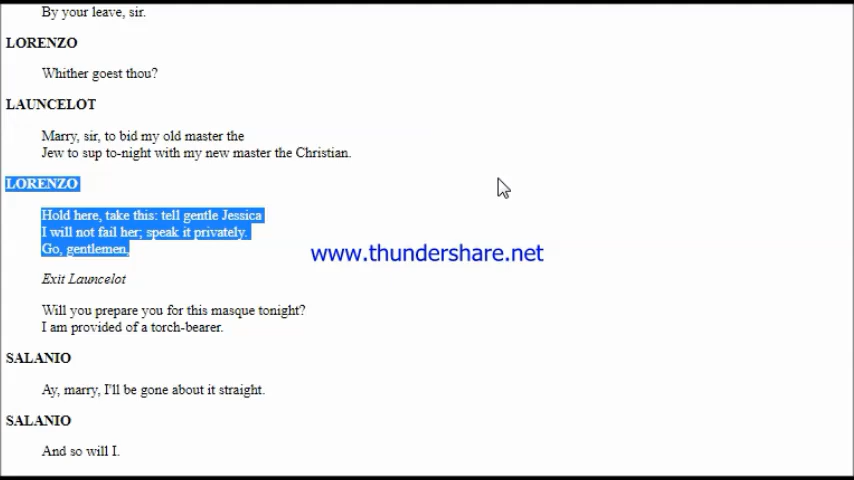 By your leave, sir.
LORENZO
Whither goest thou?
LAUNCELOT
Marry, sir, to bid my old master the
Jew to sup to-night with my new master the Christian.
LORENZO
Hold here, take this: tell gentle Jessica
I will not fail her; speak it privately.
Go, gentlemen,
www.thundershare.net
Exit Launcelot
Will you prepare you for this masque tonight?
I am provided of a torch-bearer.
SALANIO
Ay, marry, I'll be gone about it straight.
SALANIO
And so will I.